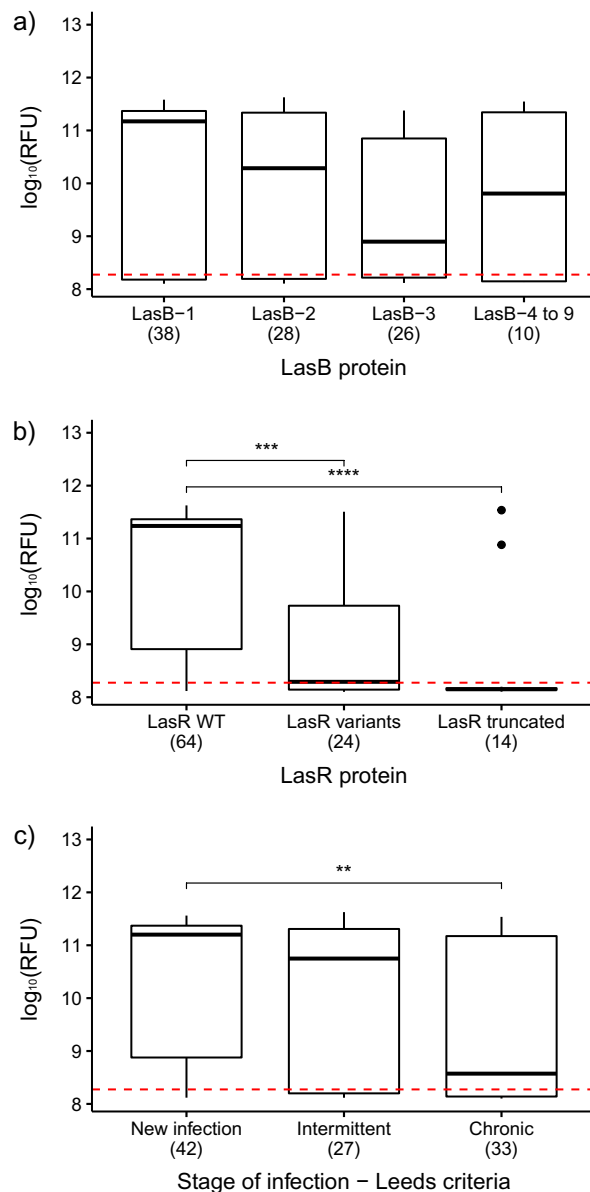 a)
13
12
11
10
9
8
log₁₀(RFU)
LasB−1 LasB−2 LasB−3 LasB−4 to 9
(38) (28) (26) (10)
LasB protein
b)
13
12
11
10
9
8
log₁₀(RFU)
***
****
LasR WT LasR variants LasR truncated
(64) (24) (14)
LasR protein
c)
13
12
11
10
9
8
log₁₀(RFU)
**
New infection Intermittent Chronic
(42) (27) (33)
Stage of infection − Leeds criteria